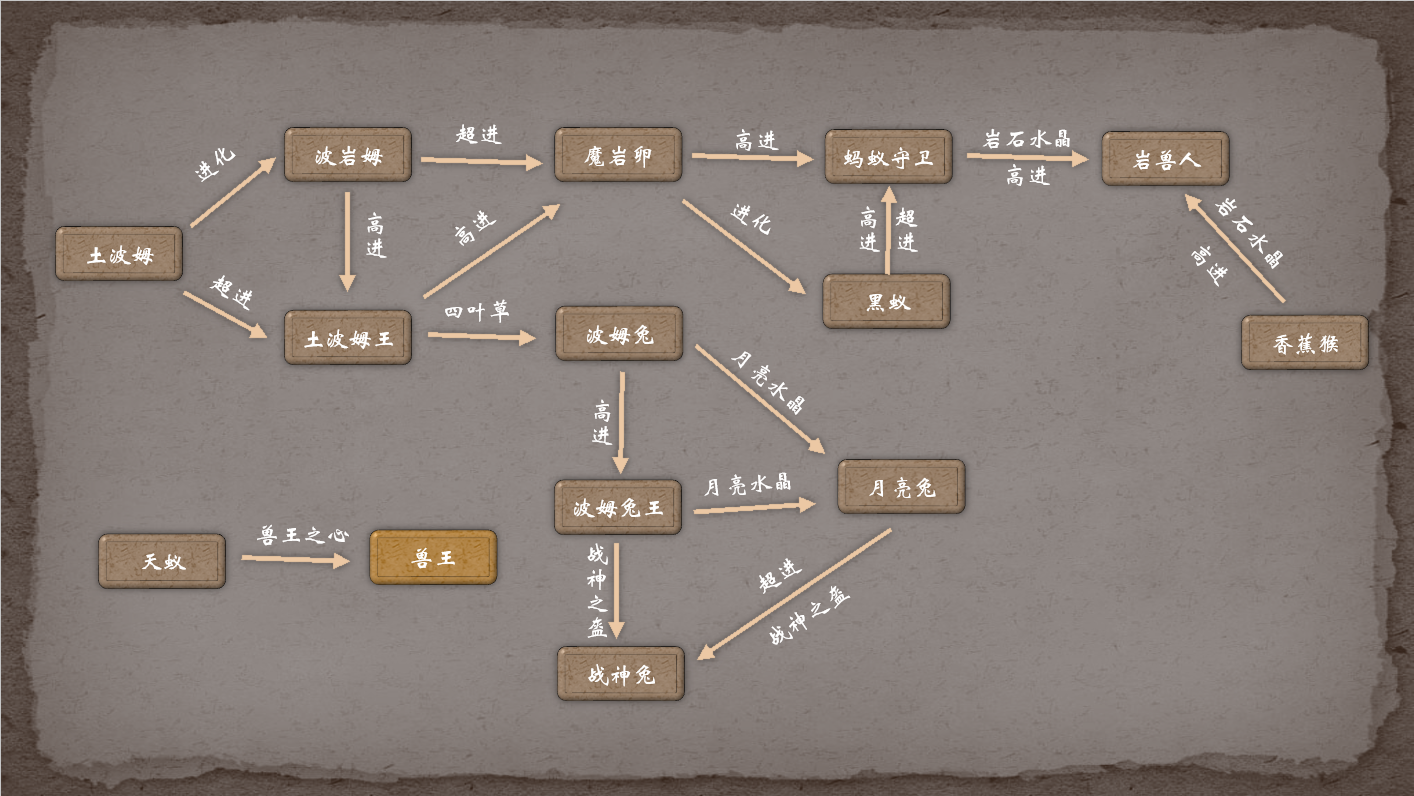 进化
波岩姆
超进
魔岩卵
高进
蚂蚁守卫
岩石水晶
高进
岩兽人
土波姆
超进
高进
高进
进化
高进
超进
岩石水晶
高进
土波姆王
四叶草
波姆兔
黑蚁
香蕉猴
高进
月亮水晶
波姆兔王
月亮水晶
月亮兔
天蚁
兽王之心
兽王
战神之盔
超进
战神之盔
战神兔